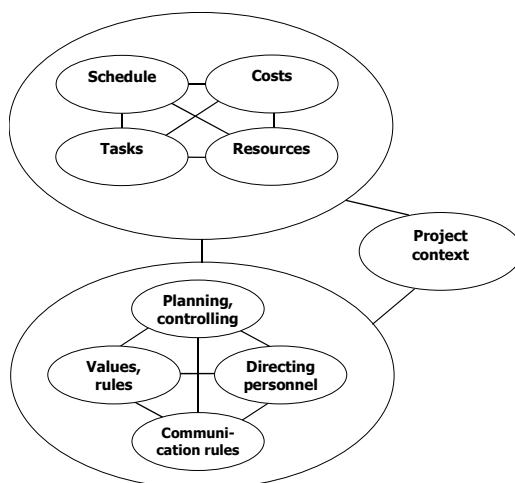 Schedule
Costs
Tasks
Resources
Project
context
Planning,
controlling
Values,
rules
Directing
personnel
Communi-
cation rules